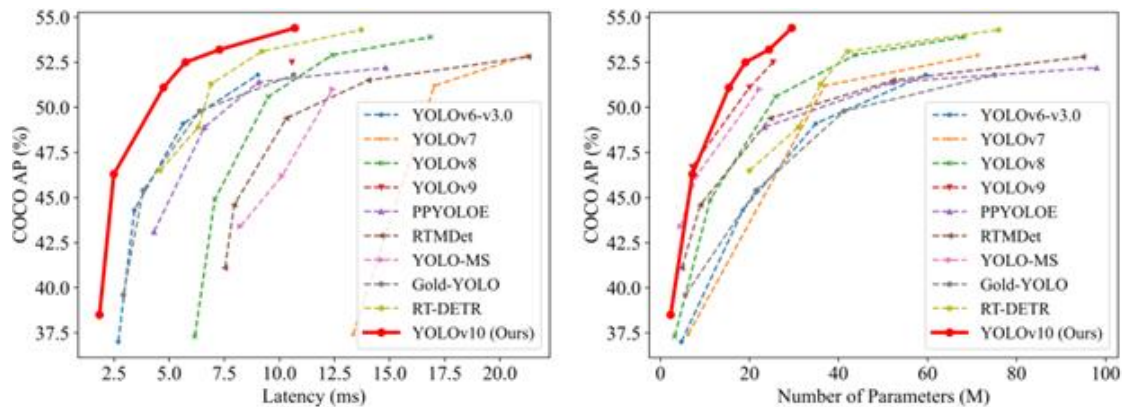 55.0
52.5
50.0
47.5
45.0
42.5
40.0
37.5
COCO AP (%)
YOLOv6-v3.0
YOLOv7
YOLOv8
YOLOv9
PPYOLOE
RTMDet
YOLO-MS
Gold-YOLO
RT-DETR
YOLOv10 (Ours)
2.5 5.0 7.5 10.0 12.5 15.0 17.5 20.0
Latency (ms)
55.0
52.5
50.0
47.5
45.0
42.5
40.0
37.5
COCO AP (%)
YOLOv6-v3.0
YOLOv7
YOLOv8
YOLOv9
PPYOLOE
RTMDet
YOLO-MS
Gold-YOLO
RT-DETR
YOLOv10 (Ours)
0 20 40 60 80 100
Number of Parameters (M)